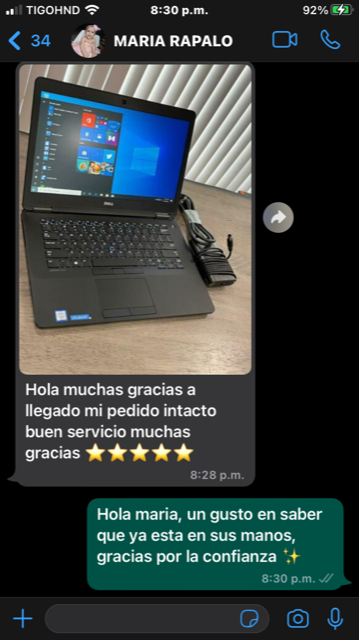 TIGOHND 8:30 p.m. 92%
34 MARIA RAPALO
DELL
Hola muchas gracias a
llegado mi pedido intacto
buen servicio muchas
gracias ⭐⭐⭐⭐⭐
8:28 p.m.
Hola maria, un gusto en saber
que ya esta en sus manos,
gracias por la confianza ✨
8:30 p.m.